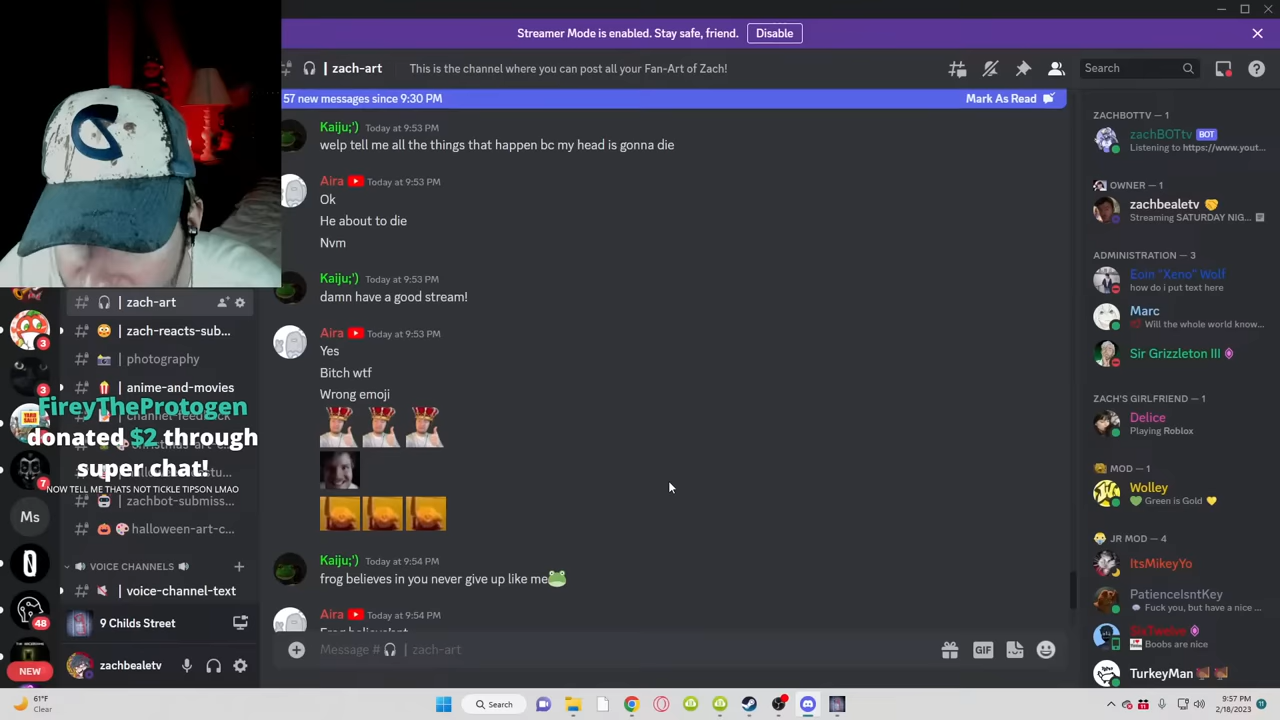 Streamer Mode is enabled. Stay safe, friend. Disable
| zach-art This is the channel where you can post all your Fan-Art of Zach! Search
57 new messages since 9:30 PM Mark As Read
Kaiju;') Today at 9:53 PM
welp tell me all the things that happen bc my head is gonna die
Aira Today at 9:53 PM
Ok
He about to die
Nvm
Kaiju;') Today at 9:53 PM
damn have a good stream!
Aira Today at 9:53 PM
Yes
Bitch wtf
Wrong emoji
Kaiju;') Today at 9:54 PM
frog believes in you never give up like me
Aira Today at 9:54 PM
Message # | zach-art
GIF
| zach-art
| zach-reacts-sub...
| photography
| anime-and-movies
FireyTheProtogen
donated $2 through
super chat!
NOW TELL ME THATS NOT TICKLE TIPSON LMAO
| zachbot-submiss...
| halloween-art-c...
VOICE CHANNELS
| voice-channel-text
9 Childs Street
zachbealetv
3
3
7
Ms
48
NEW
ZACHBOTTV — 1
zachBOTtv BOT
Listening to https://www.yout...
OWNER — 1
zachbealetv
Streaming SATURDAY NIG...
ADMINISTRATION — 3
Eoin "Xeno" Wolf
how do i put text here
Marc
Will the whole world know...
Sir Grizzleton III
ZACH'S GIRLFRIEND — 1
Delice
Playing Roblox
MOD — 1
Wolley
Green is Gold
JR MOD — 4
ItsMikeyYo
PatienceIsntKey
Fuck you, but have a nice ...
SixTwelve
Boobs are nice
TurkeyMan
61°F
Clear
Search
9:57 PM
2/18/2023